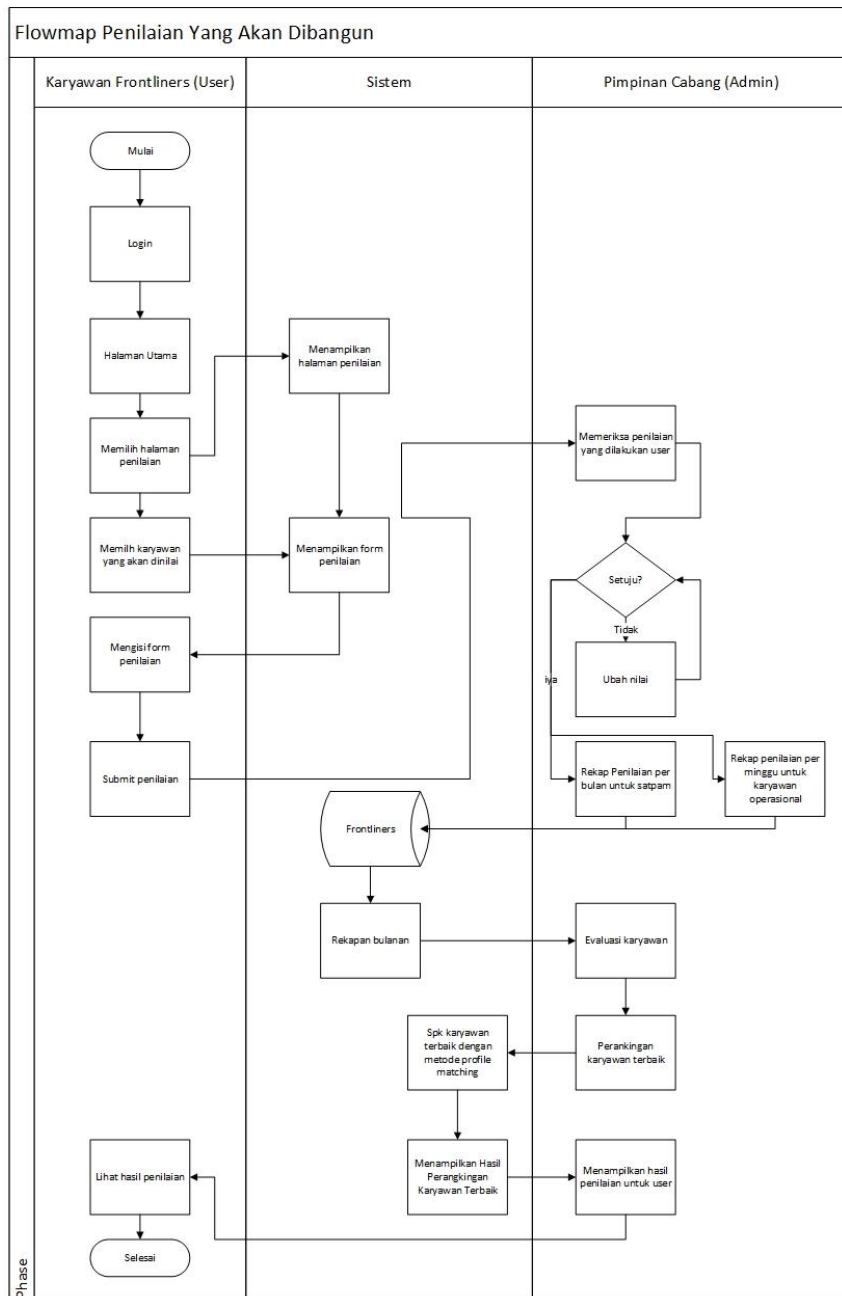 Flowmap Penilaian Yang Akan Dibangun
Karyawan Frontliners (User)
Sistem
Pimpinan Cabang (Admin)
Mulai
Login
Halaman Utama
Menampilkan
halaman penilaian
Memilih halaman
penilaian
Memeriksa penilaian
yang dilakukan user
Memilh karyawan
yang akan dinilai
Menampilkan form
penilaian
Setuju?
Tidak
Mengisi form
penilaian
iya
Ubah nilai
Submit penilaian
Rekap Penilaian per
bulan untuk satpam
Rekap penilaian per
minggu untuk
karyawan
operasional
Frontliners
Rekapan bulanan
Evaluasi karyawan
Spk karyawan
terbaik dengan
metode profile
matching
Perankingan
karyawan terbaik
Lihat hasil penilaian
Menampilkan Hasil
Perangkingan
Karyawan Terbaik
Menampilkan hasil
penilaian untuk user
Selesai
Phase